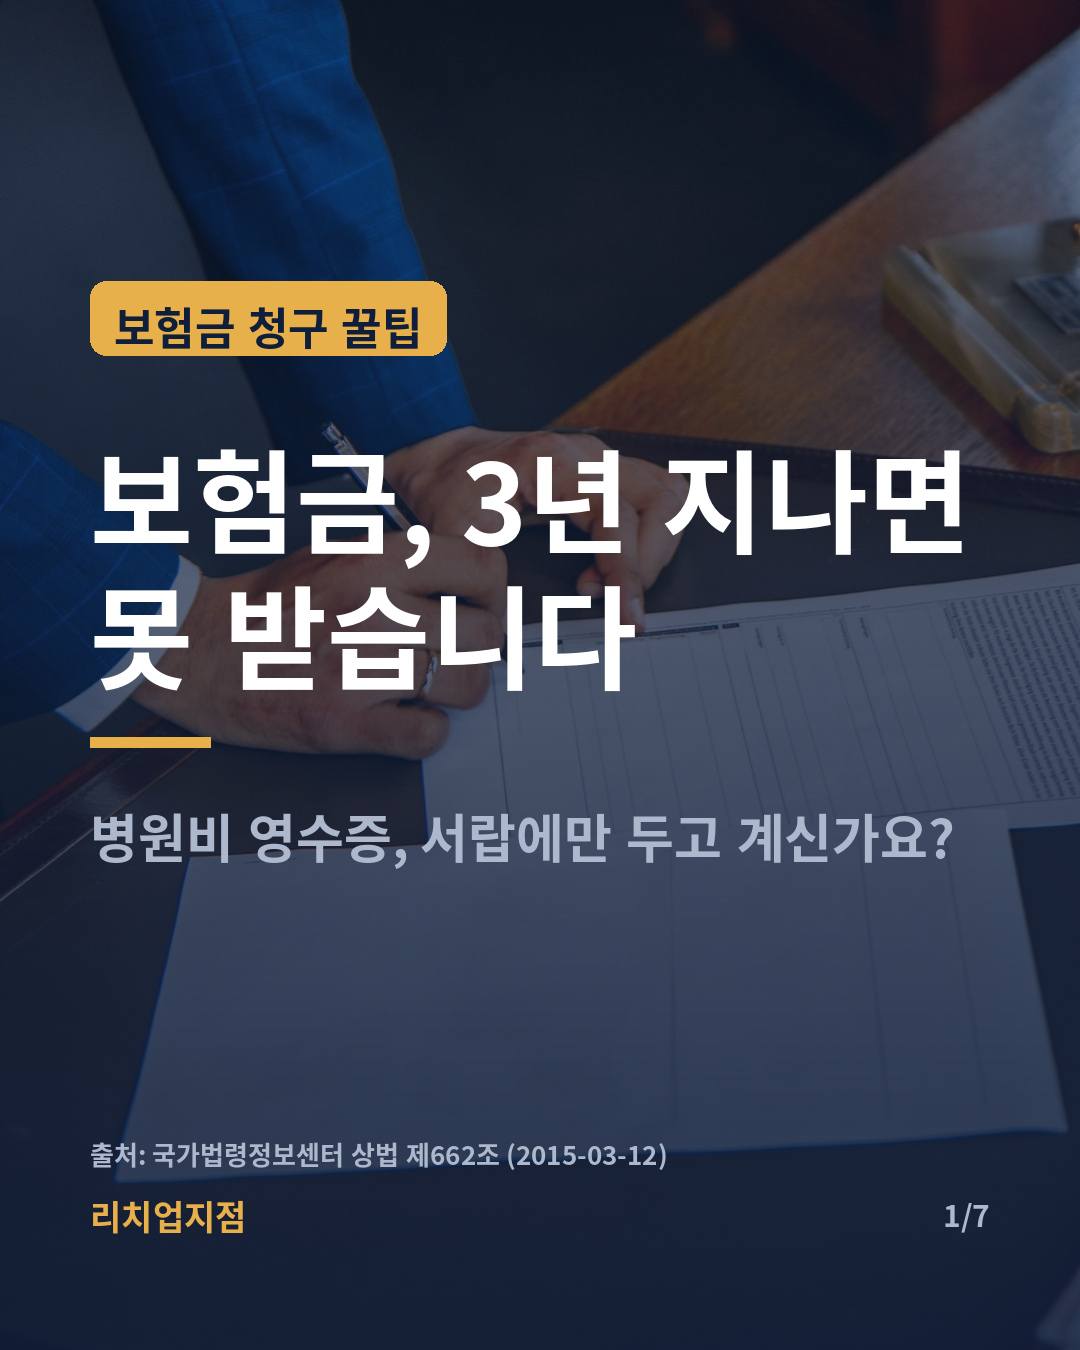 보험금 청구 꿀팁
보험금, 3년 지나면
못 받습니다
병원비 영수증, 서랍에만 두고 계신가요?
출처: 국가법령정보센터 상법 제662조 (2015-03-12)
리치업지점
1/7